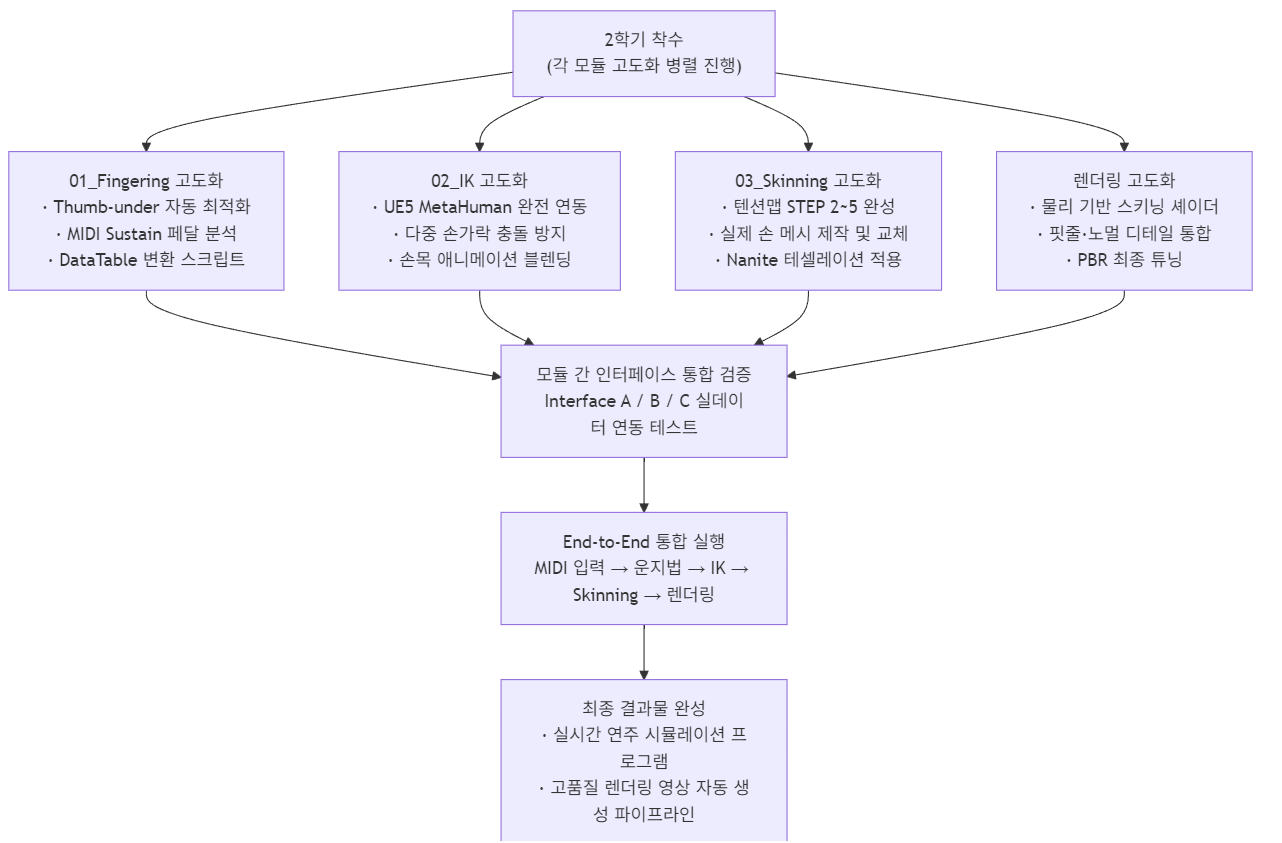 2학기 착수
(각 모듈 고도화 병렬 진행)
01_Fingering 고도화
· Thumb-under 자동 최적화
· MIDI Sustain 페달 분석
· DataTable 변환 스크립트
02_IK 고도화
· UE5 MetaHuman 완전 연동
· 다중 손가락 충돌 방지
· 손목 애니메이션 블렌딩
03_Skinning 고도화
· 텐션맵 STEP 2~5 완성
· 실제 손 메시 제작 및 교체
· Nanite 테셀레이션 적용
렌더링 고도화
· 물리 기반 스키닝 셰이더
· 핏줄·노멀 디테일 통합
· PBR 최종 튜닝
모듈 간 인터페이스 통합 검증
Interface A / B / C 실데이
터 연동 테스트
End-to-End 통합 실행
MIDI 입력 → 운지법 → IK →
Skinning → 렌더링
최종 결과물 완성
· 실시간 연주 시뮬레이션 프
로그램
· 고품질 렌더링 영상 자동 생
성 파이프라인